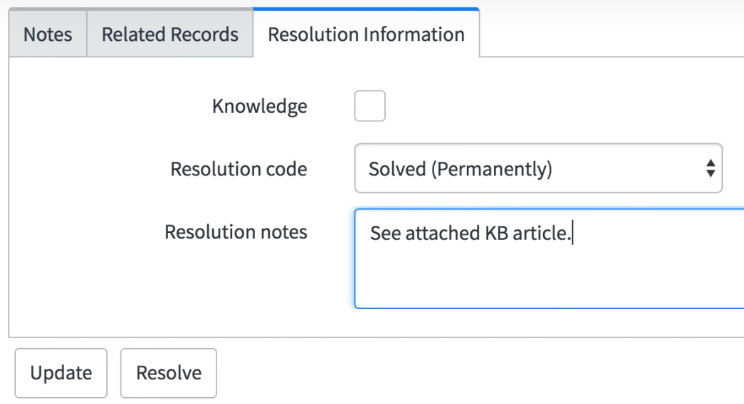 Notes Related Records Resolution Information
Knowledge
Resolution code Solved (Permanently)
Resolution notes See attached KB article.
Update Resolve